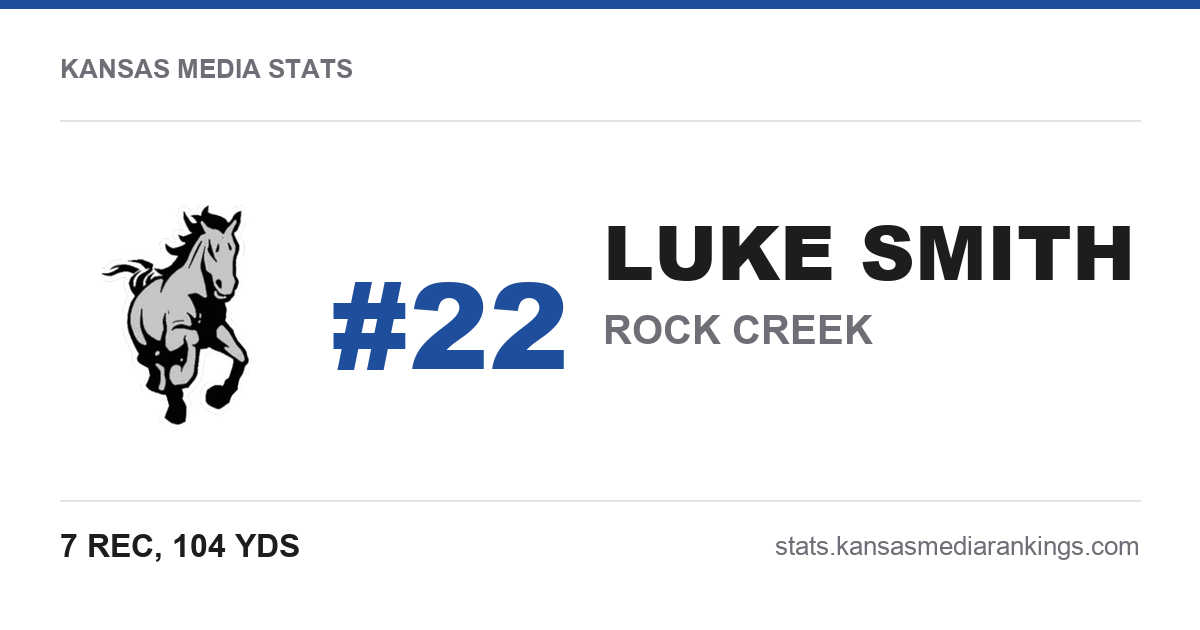 KANSAS MEDIA STATS
#22
LUKE SMITH
ROCK CREEK
7 REC, 104 YDS
stats.kansasmediarankings.com